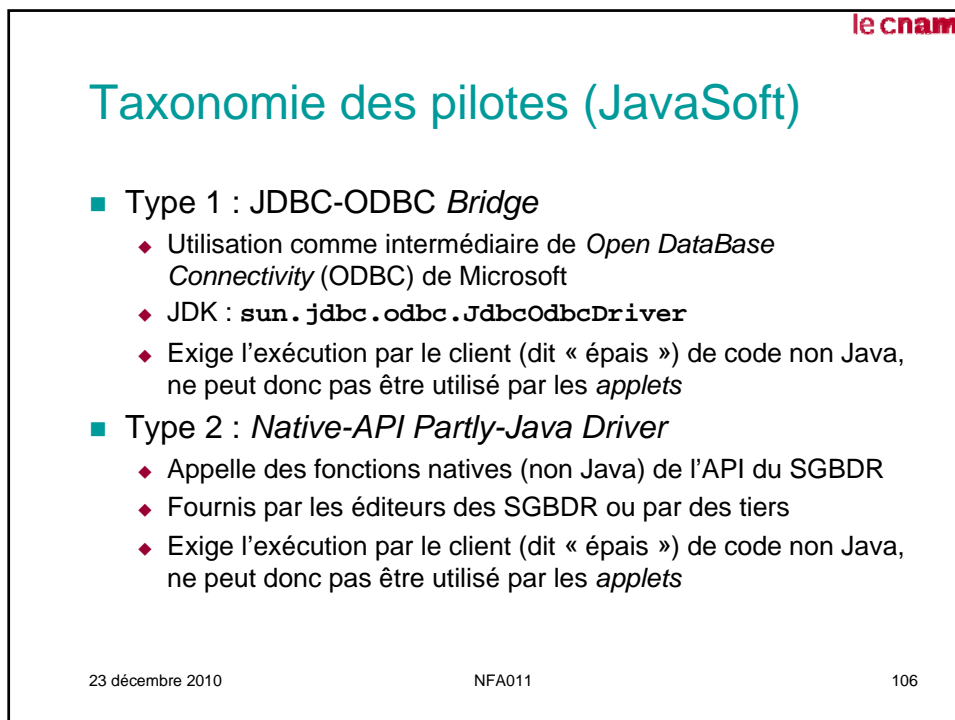 le cnam
Taxonomie des pilotes (JavaSoft)
Type 1 : JDBC-ODBC Bridge
Utilisation comme intermédiaire de Open DataBase
Connectivity (ODBC) de Microsoft
JDK : sun.jdbc.odbc.JdbcOdbcDriver
Exige l’exécution par le client (dit « épais ») de code non Java,
ne peut donc pas être utilisé par les applets
Type 2 : Native-API Partly-Java Driver
Appelle des fonctions natives (non Java) de l’API du SGBDR
Fournis par les éditeurs des SGBDR ou par des tiers
Exige l’exécution par le client (dit « épais ») de code non Java,
ne peut donc pas être utilisé par les applets
23 décembre 2010 NFA011 106